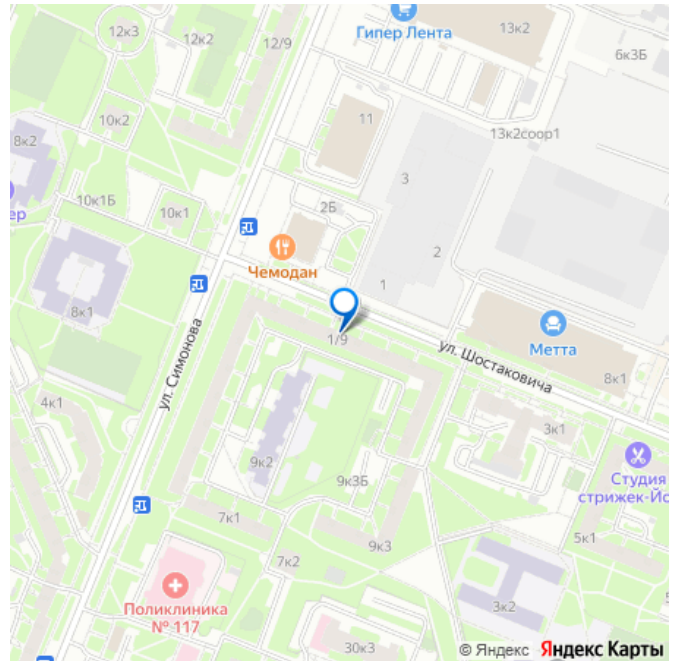 12к3
12к2
12/9
Гипер Лента
13к2
6к3Б
10к2
11
13к2соор1
8к2
3
10к1Б
10к1
2Б
ер
Чемодан
2
1
8к1
ул. Симонова
1/9
Метта
ул. Шостаковича
8к1
4к1
3к1
9к2
9к3Б
Студия
стрижек-Йо
7к1
9к3
5к1
7к2
Поликлиника
№ 117
3к2
30к3
© Яндекс Яндекс Карты